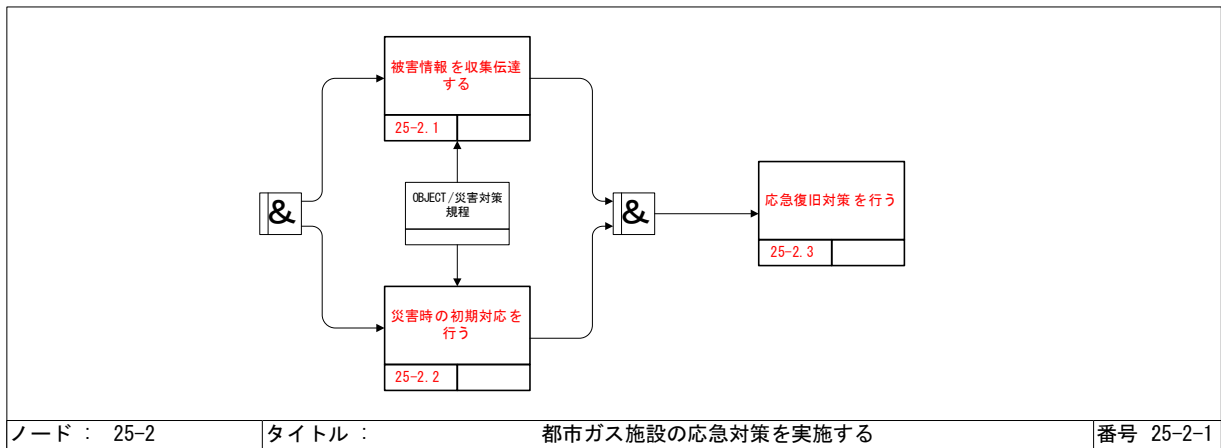 被害情報を収集伝達
する
25-2.1
&
OBJECT/災害対策
規程
&
応急復旧対策を行う
25-2.3
災害時の初期対応を
行う
25-2.2
ノード : 25-2 タイトル : 都市ガス施設の応急対策を実施する 番号 25-2-1